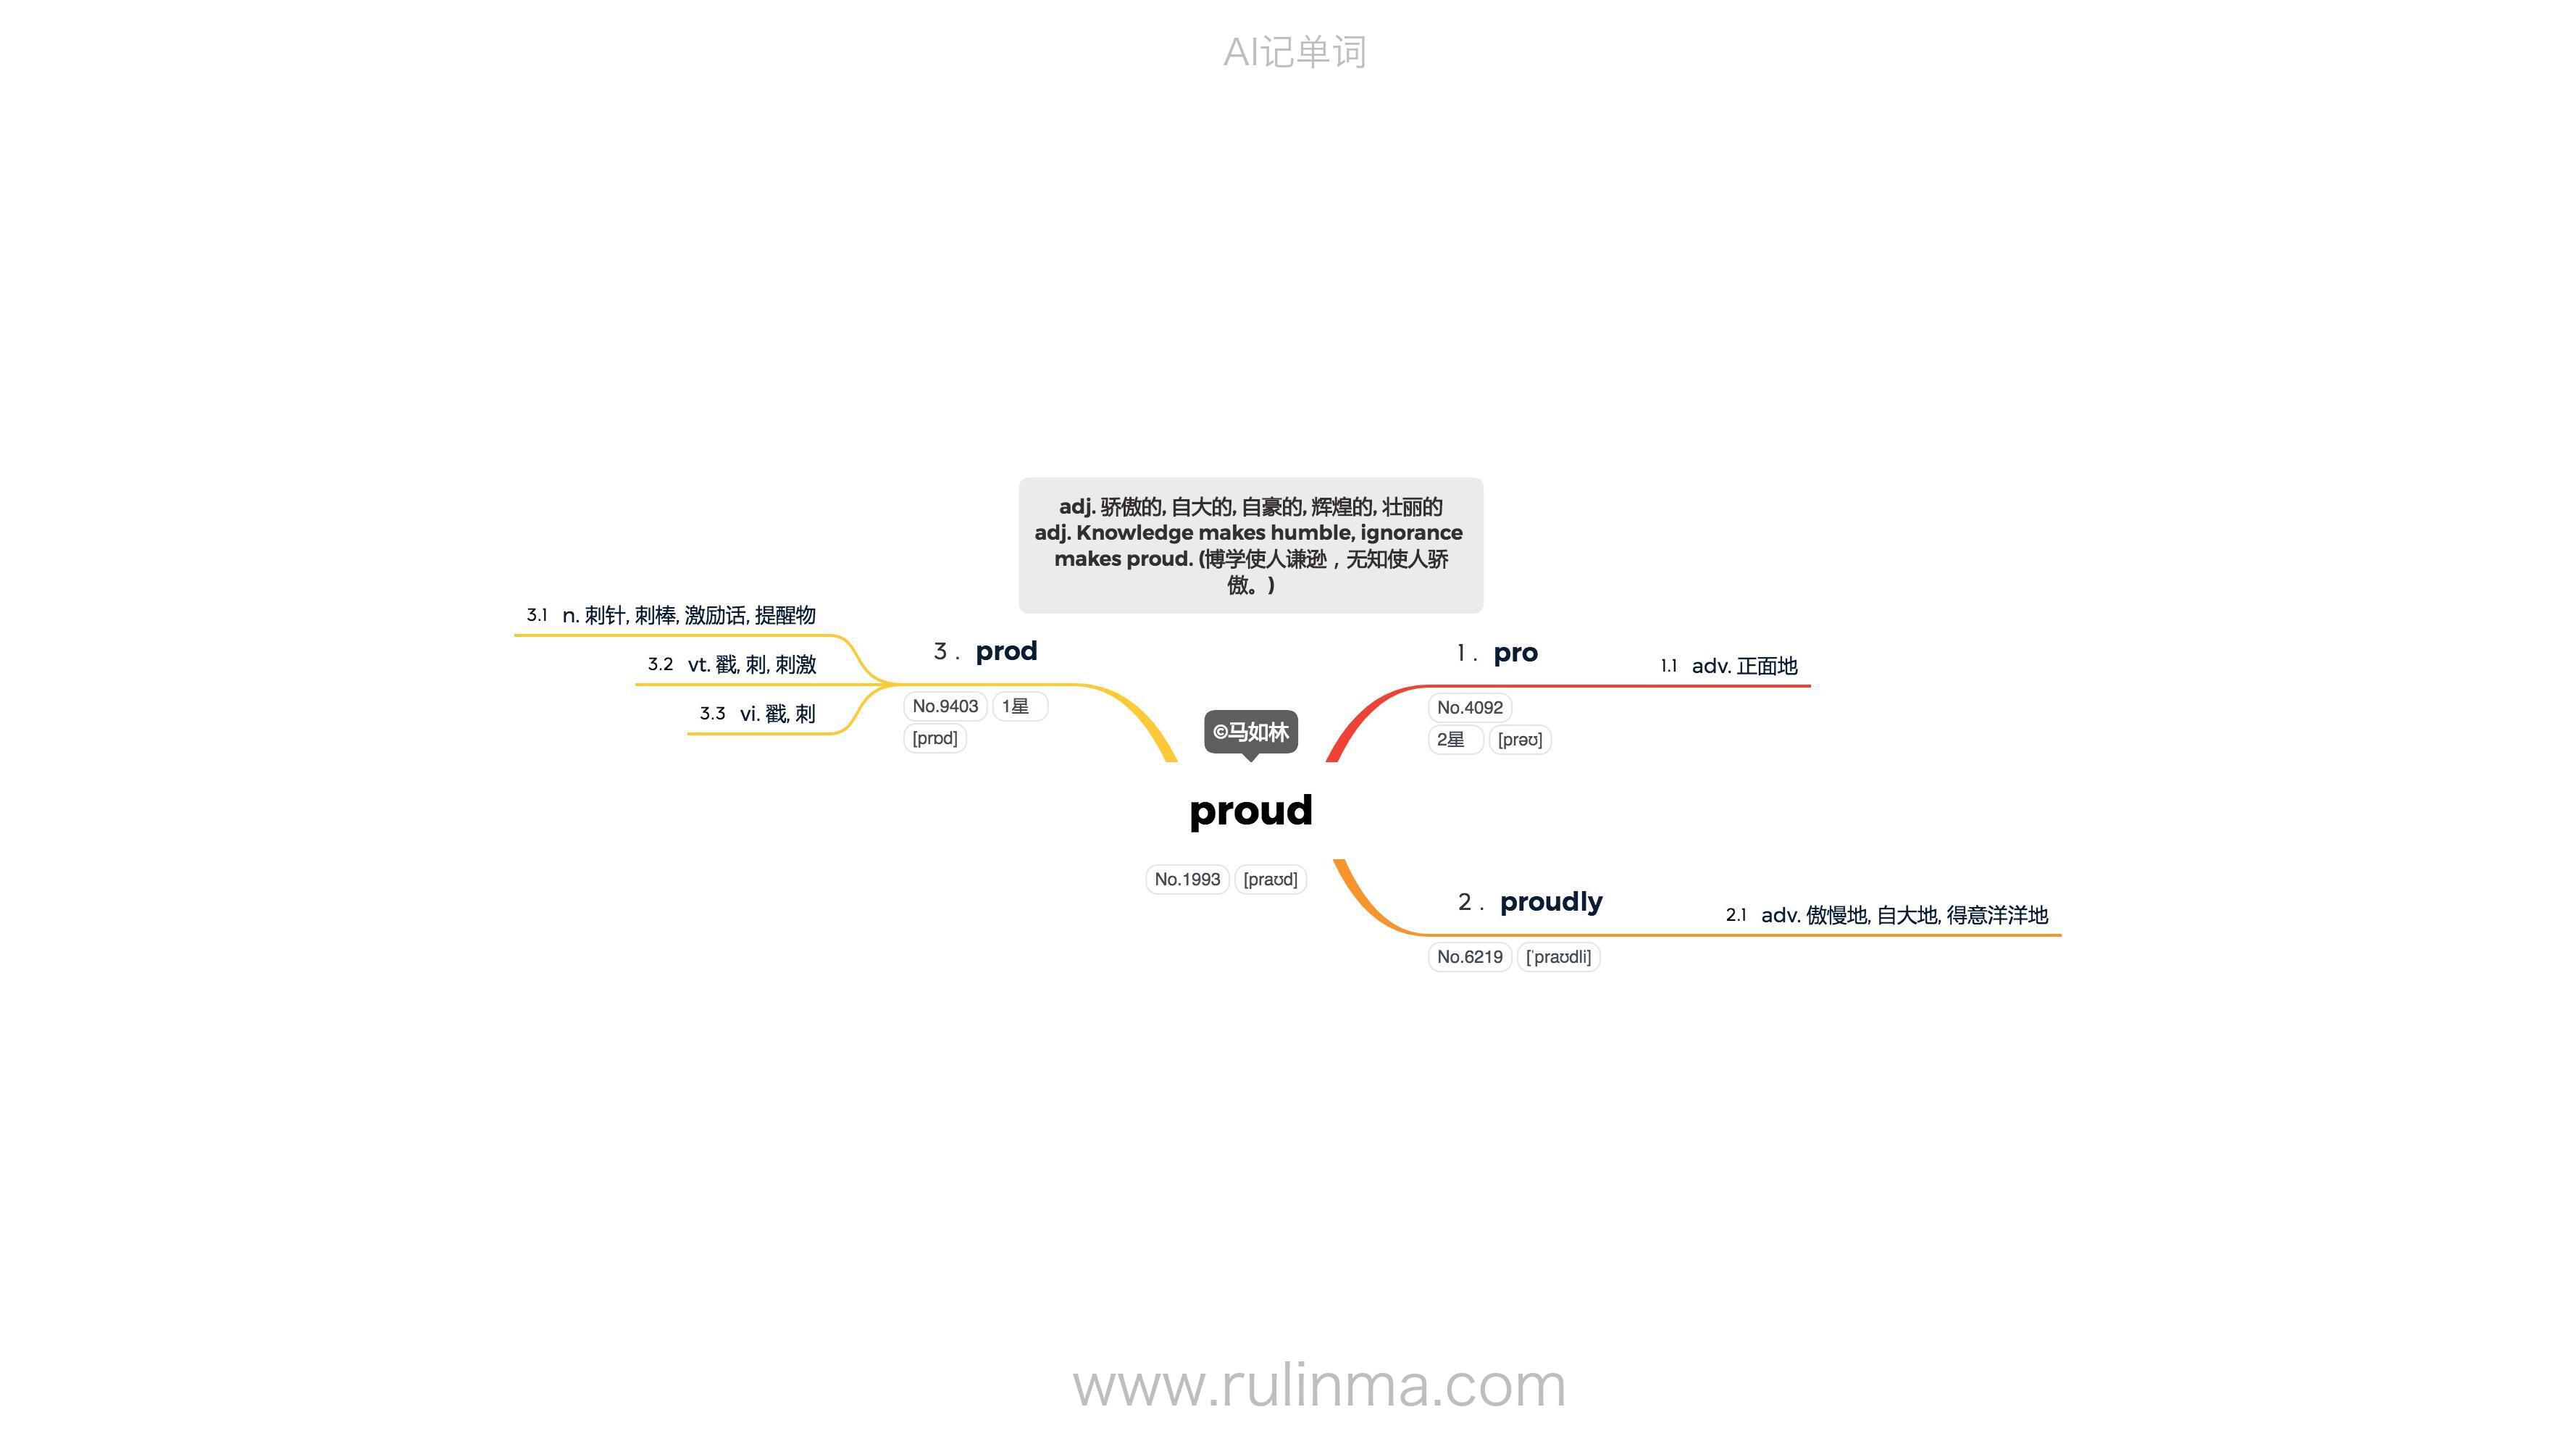 AI记单词
adj. 骄傲的, 自大的, 自豪的, 辉煌的, 壮丽的
adj. Knowledge makes humble, ignorance
makes proud. (博学使人谦逊，无知使人骄
傲。)
©马如林
proud
No.1993 [praʊd]
1. pro
No.4092
2星 [prəʊ]
1.1 adv. 正面地
2. proudly
No.6219 [ˈpraʊdli]
2.1 adv. 傲慢地, 自大地, 得意洋洋地
3. prod
No.9403 1星
[prɒd]
3.1 n. 刺针, 刺棒, 激励话, 提醒物
3.2 vt. 戳, 刺, 刺激
3.3 vi. 戳, 刺
www.rulinma.com